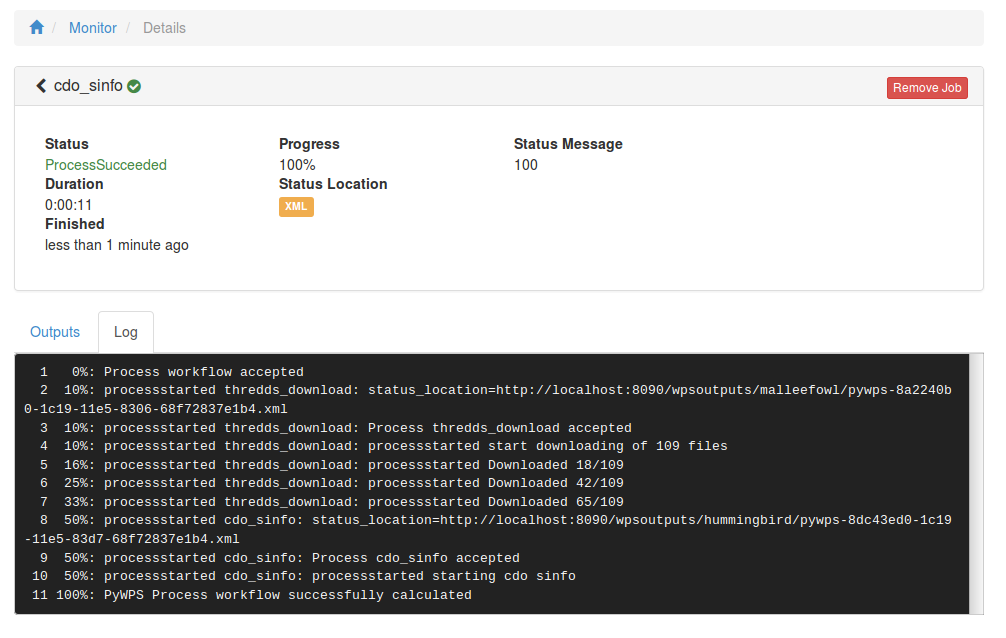 / Monitor / Details
cdo_sinfo
Remove Job
Status
ProcessSucceeded
Duration
0:00:11
Finished
less than 1 minute ago
Progress
100%
Status Location
XML
Status Message
100
Outputs
Log
1 0%: Process workflow accepted
2 10%: processstarted thredds_download: status_location=http://localhost:8090/wpsoutputs/malleefowl/pywps-8a2240b
0-1c19-11e5-8306-68f72837e1b4.xml
3 10%: processstarted thredds_download: Process thredds_download accepted
4 10%: processstarted thredds_download: processstarted start downloading of 109 files
5 16%: processstarted thredds_download: processstarted Downloaded 18/109
6 25%: processstarted thredds_download: processstarted Downloaded 42/109
7 33%: processstarted thredds_download: processstarted Downloaded 65/109
8 50%: processstarted cdo_sinfo: status_location=http://localhost:8090/wpsoutputs/hummingbird/pywps-8dc43ed0-1c19
-11e5-83d7-68f72837e1b4.xml
9 50%: processstarted cdo_sinfo: Process cdo_sinfo accepted
10 50%: processstarted cdo_sinfo: processstarted starting cdo sinfo
11 100%: PyWPS Process workflow successfully calculated